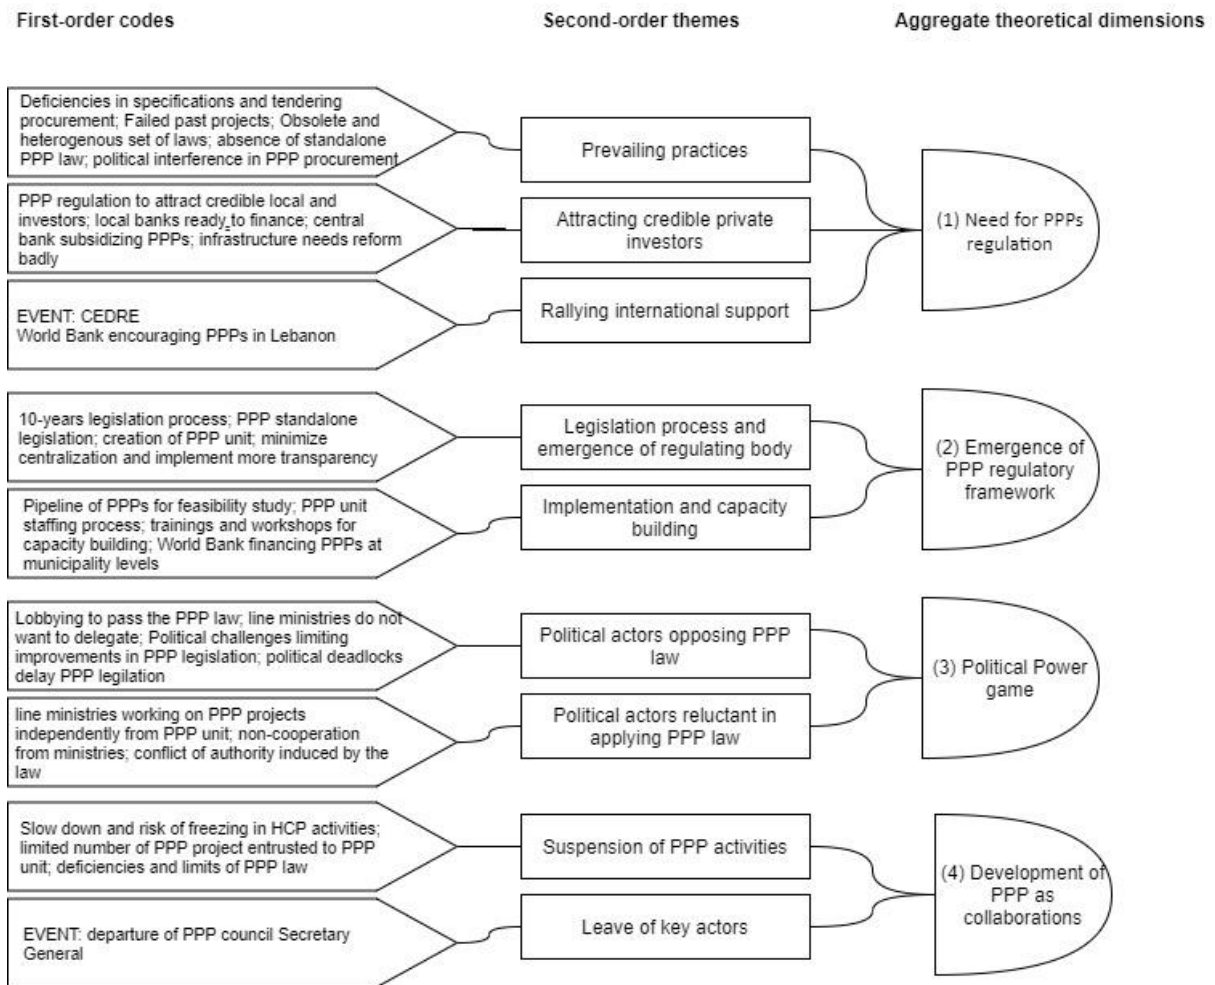 First-order codes
Second-order themes
Aggregate theoretical dimensions
Deficiencies in specifications and tendering
procurement; Failed past projects; Obsolete and
heterogenous set of laws; absence of standalone
PPP law; political interference in PPP procurement
Prevailing practices
PPP regulation to attract credible local and
investors; local banks ready to finance; central
bank subsidizing PPPs; infrastructure needs reform
badly
Attracting credible private
investors
EVENT: CEDRE
World Bank encouraging PPPs in Lebanon
Rallying international support
(1) Need for PPPs
regulation
10-years legislation process; PPP standalone
legislation; creation of PPP unit; minimize
centralization and implement more transparency
Legislation process and
emergence of regulating body
Pipeline of PPPs for feasibility study; PPP unit
staffing process; trainings and workshops for
capacity building; World Bank financing PPPs at
municipality levels
Implementation and capacity
building
(2) Emergence of
PPP regulatory
framework
Lobbying to pass the PPP law; line ministries do not
want to delegate; Political challenges limiting
improvements in PPP legislation; political deadlocks
delay PPP legilation
Political actors opposing PPP
law
line ministries working on PPP projects
independently from PPP unit; non-cooperation
from ministries; conflict of authority induced by the
law
Political actors reluctant in
applying PPP law
(3) Political Power
game
Slow down and risk of freezing in HCP activities;
limited number of PPP project entrusted to PPP
unit; deficiencies and limits of PPP law
Suspension of PPP activities
EVENT: departure of PPP council Secretary
General
Leave of key actors
(4) Development of
PPP as
collaborations